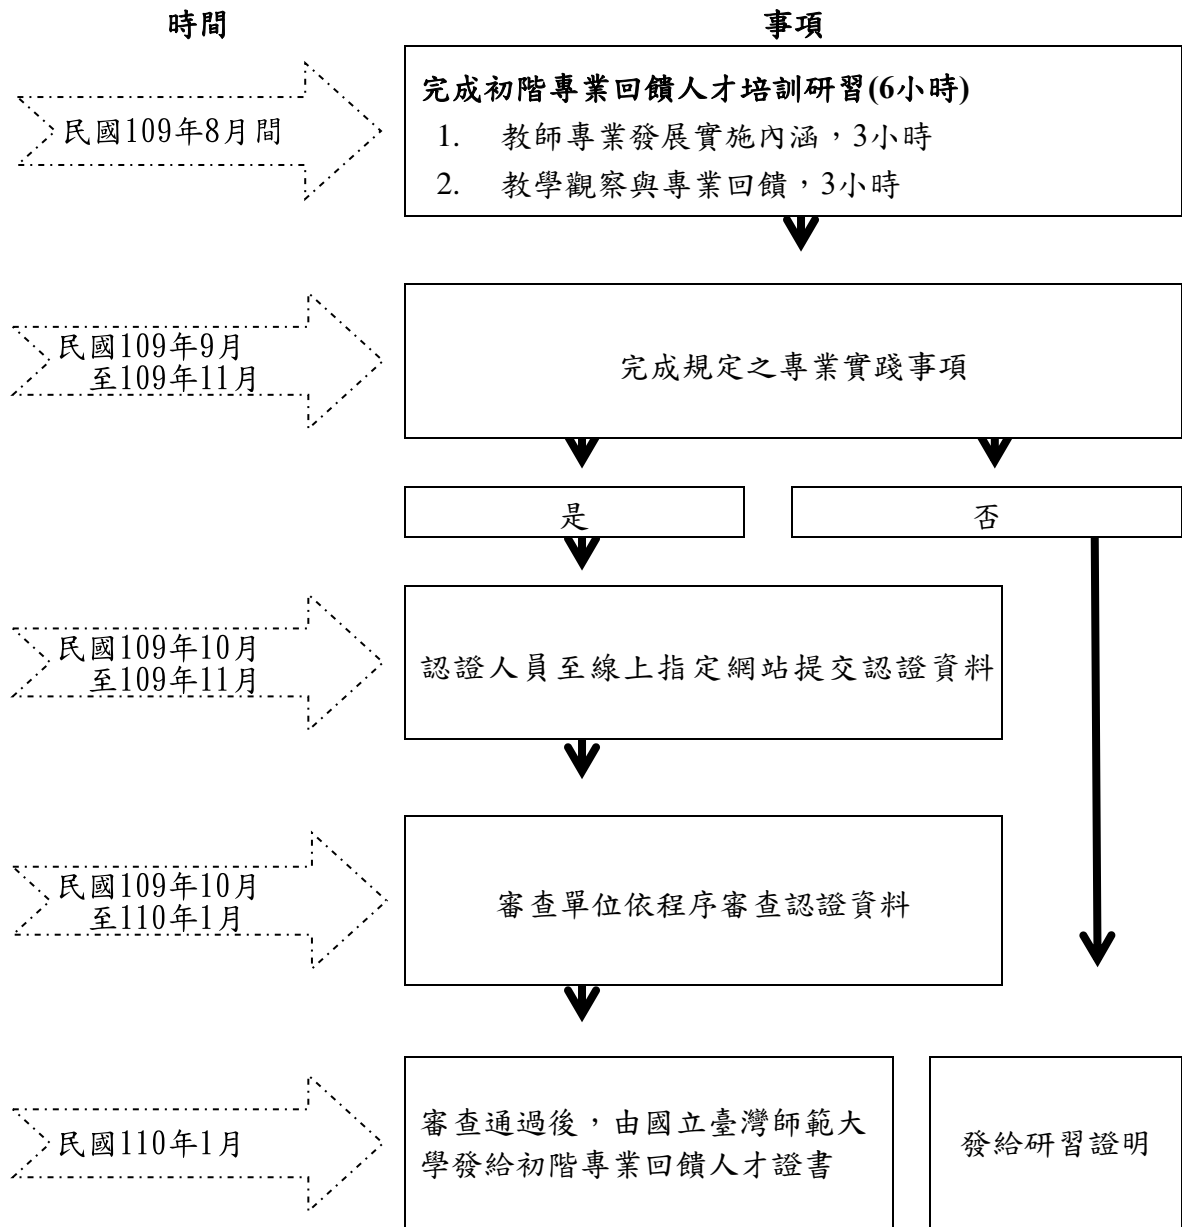 時間
事項
民國109年8月間
完成初階專業回饋人才培訓研習(6小時)
1. 教師專業發展實施內涵，3小時
2. 教學觀察與專業回饋，3小時
民國109年9月
至109年11月
完成規定之專業實踐事項
是
否
民國109年10月
至109年11月
認證人員至線上指定網站提交認證資料
民國109年10月
至110年1月
審查單位依程序審查認證資料
民國110年1月
審查通過後，由國立臺灣師範大
學發給初階專業回饋人才證書
發給研習證明